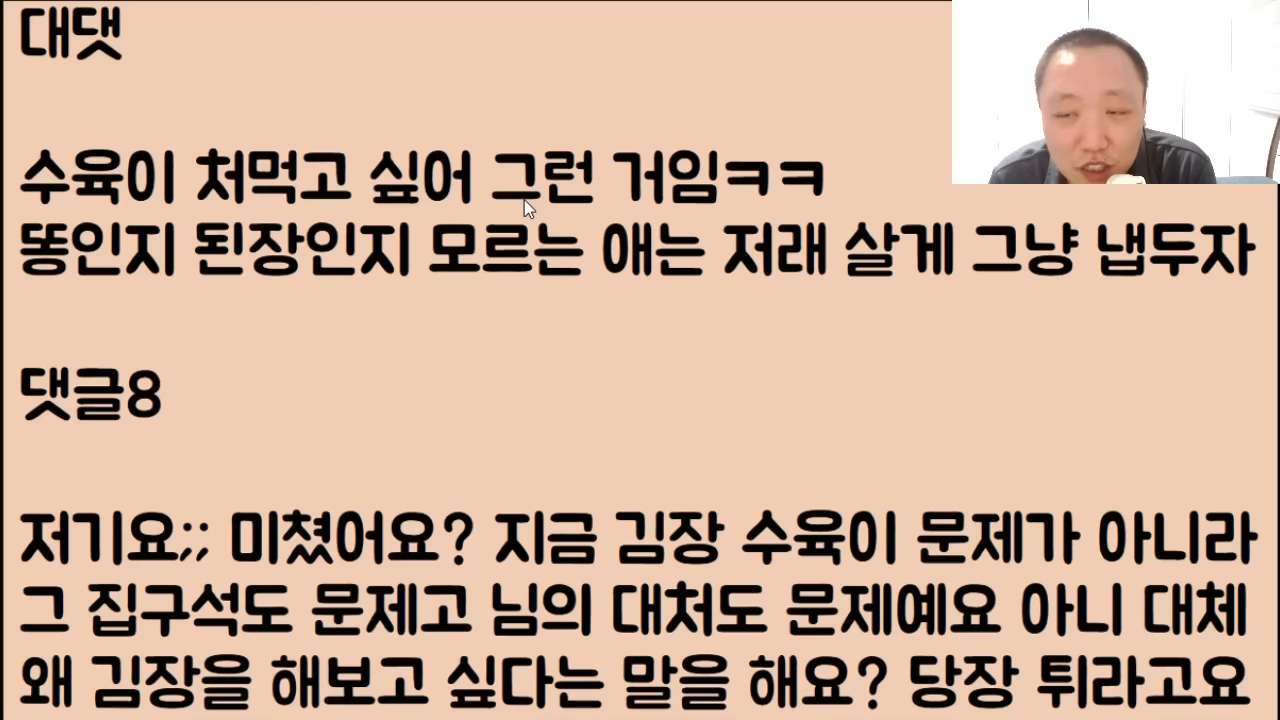 대댓
수육이 처먹고 싶어 그런 거임ㅋㅋ
똥인지 된장인지 모르는 애는 저래 살게 그냥 냅두자
댓글8
저기요;; 미쳤어요? 지금 김장 수육이 문제가 아니라
그 집구석도 문제고 님의 대처도 문제예요 아니 대체
왜 김장을 해보고 싶다는 말을 해요? 당장 튀라고요